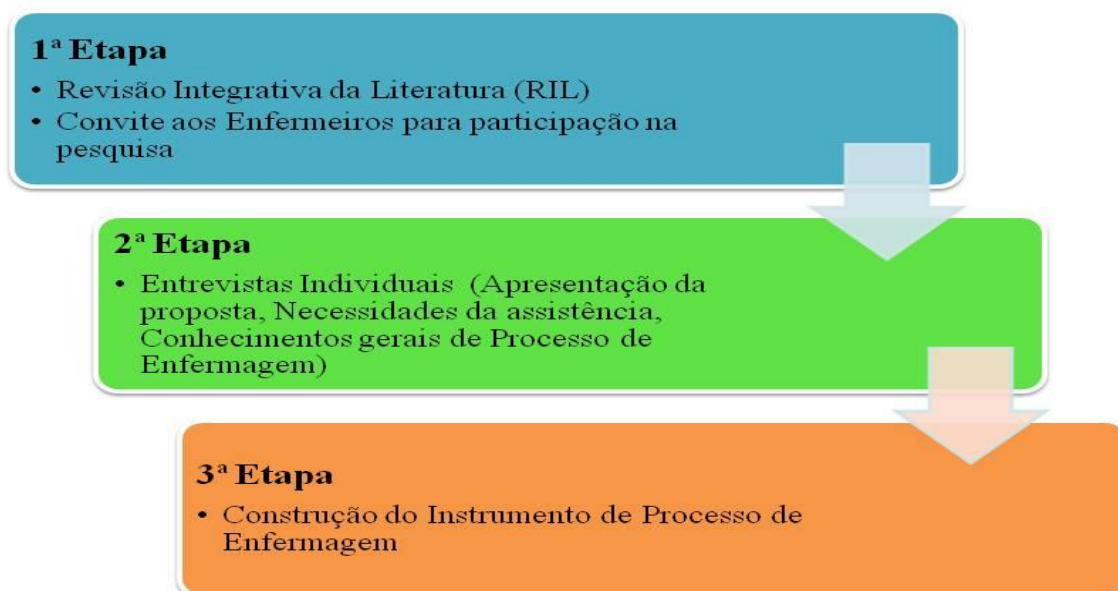 1ª Etapa
• Revisão Integrativa da Literatura (RIL)
• Convite aos Enfermeiros para participação na
pesquisa
2ª Etapa
• Entrevistas Individuais (Apresentação da
proposta, Necessidades da assistência,
Conhecimentos gerais de Processo de
Enfermagem)
3ª Etapa
• Construção do Instrumento de Processo de
Enfermagem